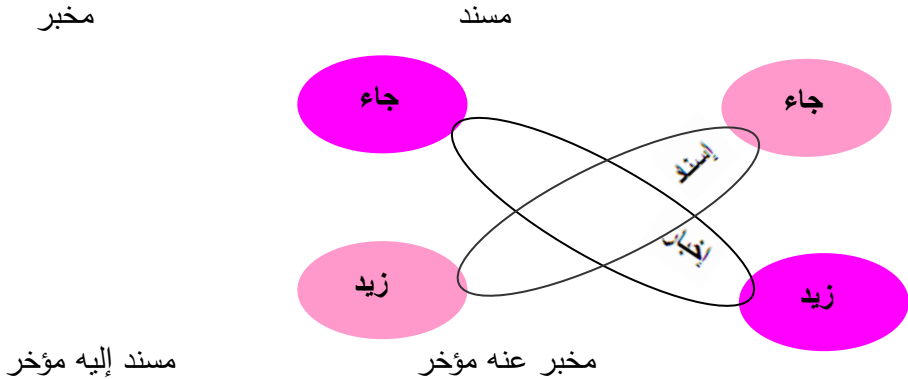 مسند مخبر
جاء جاء
إسناد
إخبار
زيد زيد
مخبر عنه مؤخر مسند إليه مؤخر